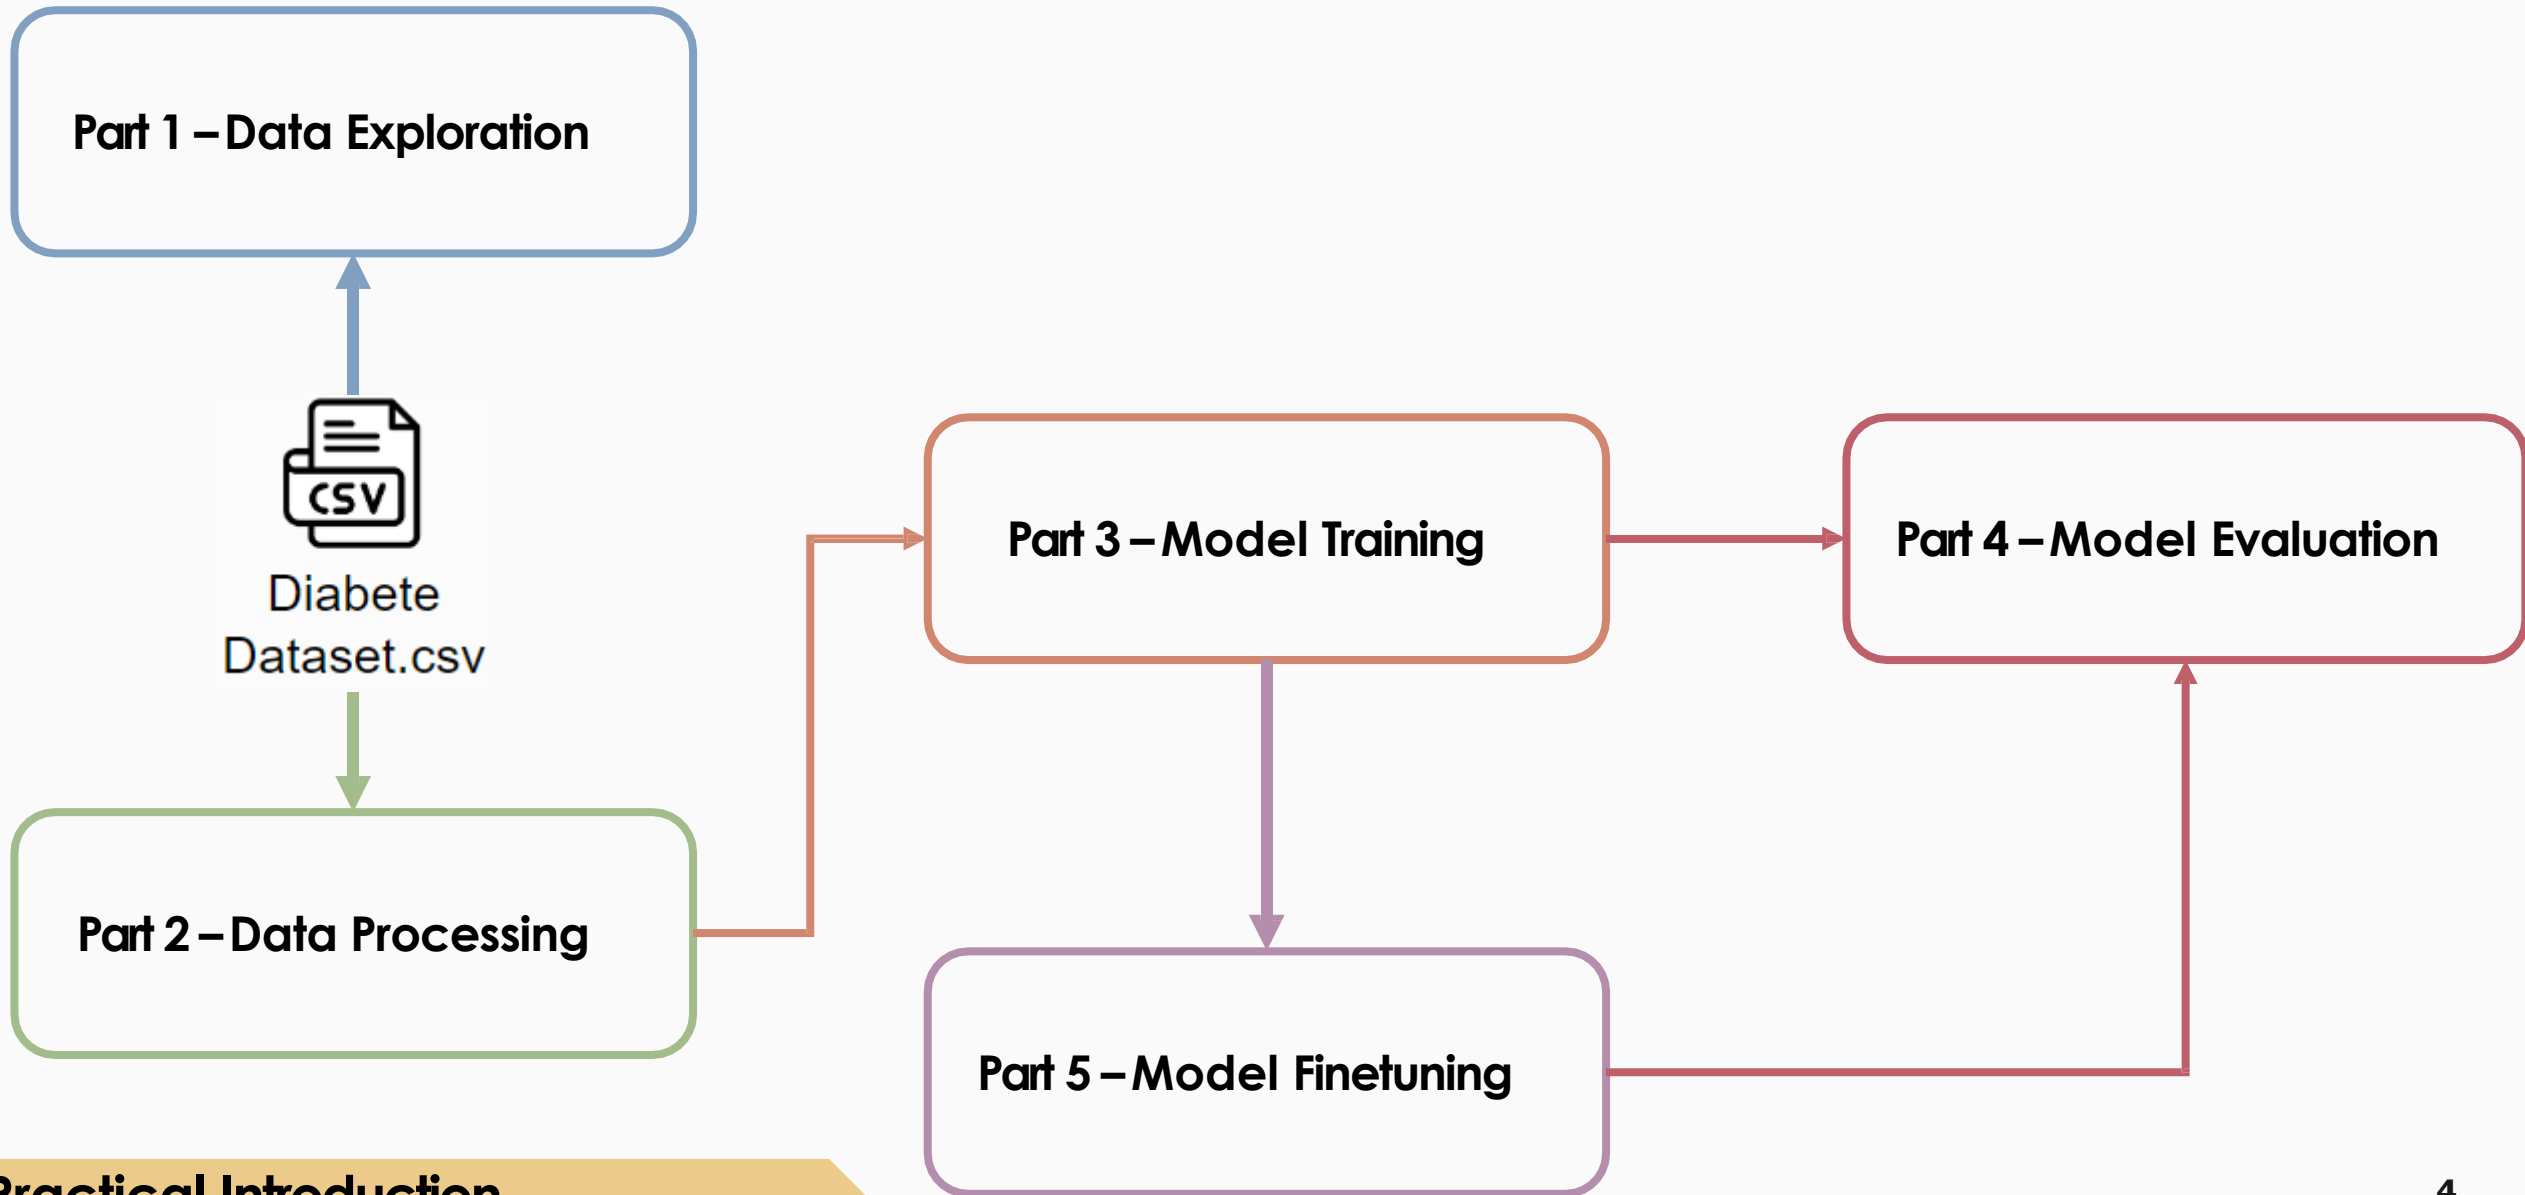 Part 1 – Data Exploration
CSV
Diabete
Dataset.csv
Part 3 – Model Training
Part 4 – Model Evaluation
Part 2 – Data Processing
Part 5 – Model Finetuning
Practical Introduction
4